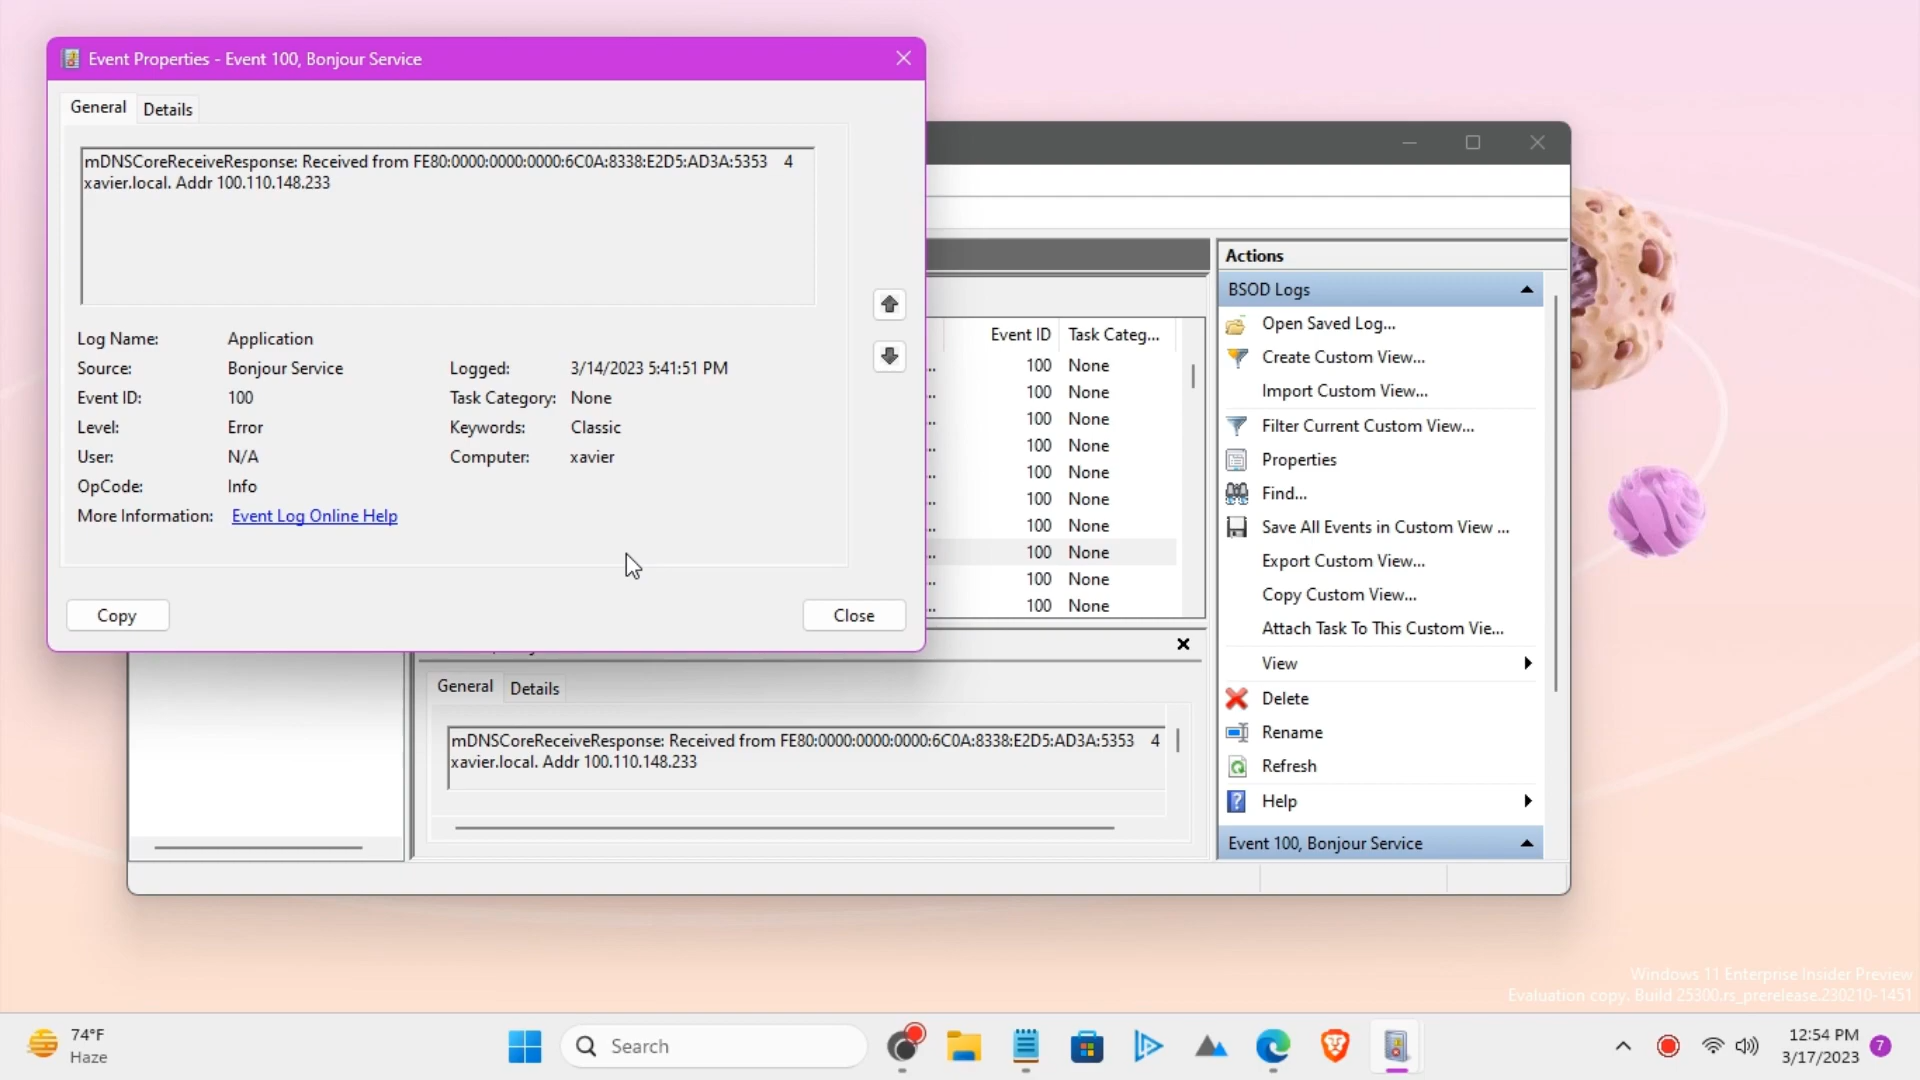 Event Properties - Event 100, Bonjour Service
General
Details
mDNSCoreReceiveResponse: Received from FE80:0000:0000:0000:6C0A:8338:E2D5:AD3A:5353 4
xavier.local. Addr 100.110.148.233
Log Name: Application
Source: Bonjour Service Logged: 3/14/2023 5:41:51 PM
Event ID: 100 Task Category: None
Level: Error Keywords: Classic
User: N/A Computer: xavier
OpCode: Info
More Information: Event Log Online Help
Copy
Close
Event ID Task Categ...
... 100 None
... 100 None
... 100 None
... 100 None
... 100 None
... 100 None
... 100 None
... 100 None
... 100 None
... 100 None
General
Details
mDNSCoreReceiveResponse: Received from FE80:0000:0000:0000:6C0A:8338:E2D5:AD3A:5353 4
xavier.local. Addr 100.110.148.233
Actions
BSOD Logs
Open Saved Log...
Create Custom View...
Import Custom View...
Filter Current Custom View...
Properties
Find...
Save All Events in Custom View ...
Export Custom View...
Copy Custom View...
Attach Task To This Custom Vie...
View
Delete
Rename
Refresh
Help
Event 100, Bonjour Service
Windows 11 Enterprise Insider Preview
Evaluation copy. Build 25300.rs_prerelease.230210-1451
74°F
Haze
Search
12:54 PM
3/17/2023
7